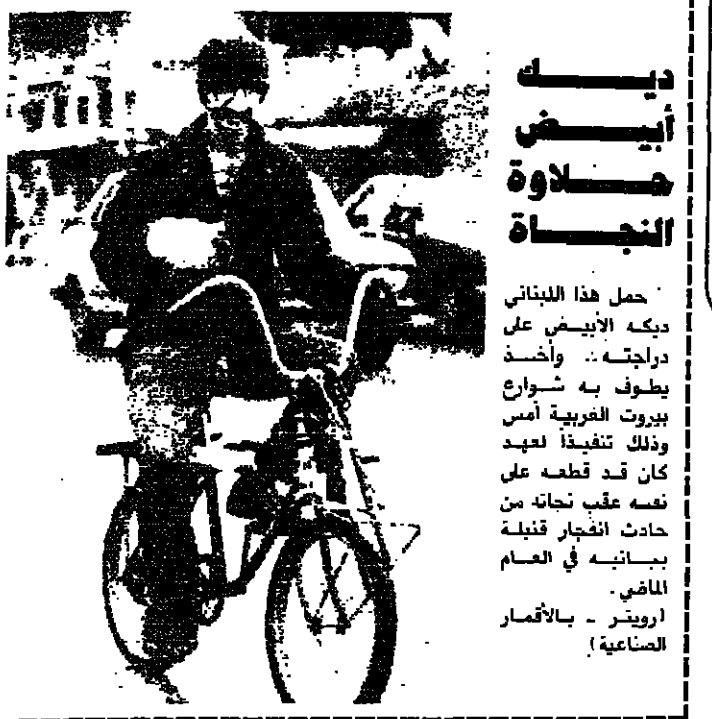 ديك
أبيض
حلاوة
النجاة
حمل هذا اللبناني
ديكه الأبيض على
دراجته .. وأخذ
يطوف به شوارع
بيروت الغربية أمس
وذلك تنفيذا لعهد
كان قد قطعه على
نفسه عقب نجاته من
حادث انفجار قنبلة
بجانبه في العام
الماضي .
(رويتر - بالأقمار
الصناعية)